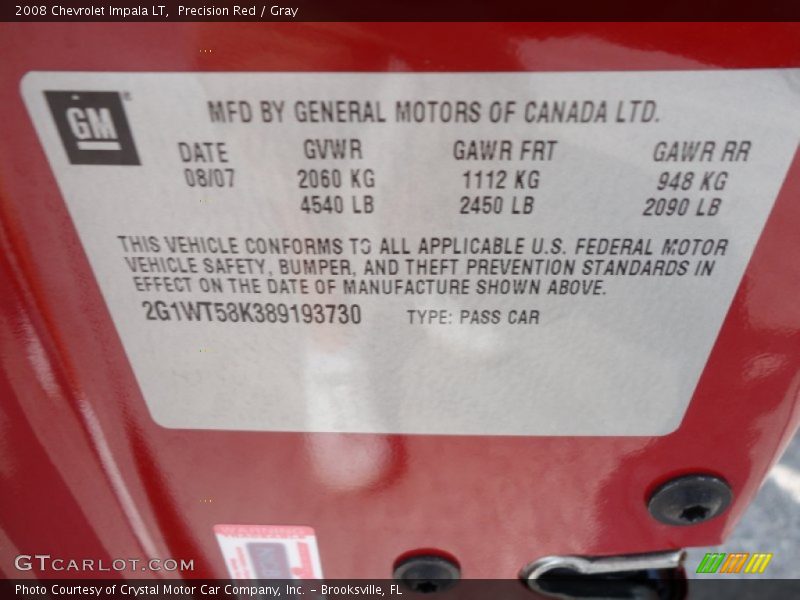 2008 Chevrolet Impala LT, Precision Red / Gray
GM
MFD BY GENERAL MOTORS OF CANADA LTD.
DATE GVWR GAWR FRT GAWR RR
08/07 2060 KG 1112 KG 948 KG
4540 LB 2450 LB 2090 LB
THIS VEHICLE CONFORMS TO ALL APPLICABLE U.S. FEDERAL MOTOR
VEHICLE SAFETY, BUMPER, AND THEFT PREVENTION STANDARDS IN
EFFECT ON THE DATE OF MANUFACTURE SHOWN ABOVE.
2G1WT58K389193730 TYPE: PASS CAR
GTCARLOT.COM
Photo Courtesy of Crystal Motor Car Company, Inc. – Brooksville, FL